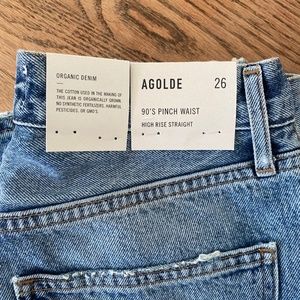 ORGANIC DENIM
THE COTTON USED IN THE MAKING OF
THIS JEAN IS ORGANICALLY GROWN.
NO SYNTHETIC FERTILIZERS, HARMFUL
PESTICIDES, OR GMO'S.
AGOLDE 26
90'S PINCH WAIST
HIGH RISE STRAIGHT